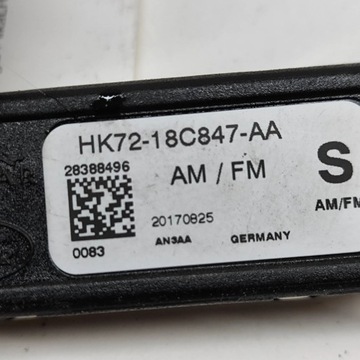 HK72-18C847-AA
28388496
AM / FM
S
20170825
AM/FM
0083
AN3AA
GERMANY